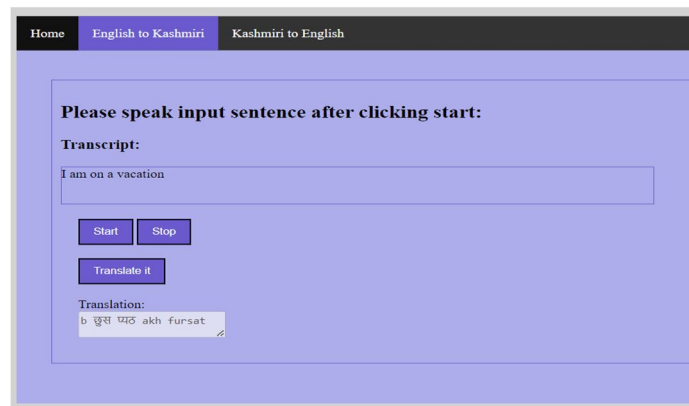 Home English to Kashmiri Kashmiri to English
Please speak input sentence after clicking start:
Transcript:
I am on a vacation
Start Stop
Translate it
Translation:
b छुस प्यठ akh fursat